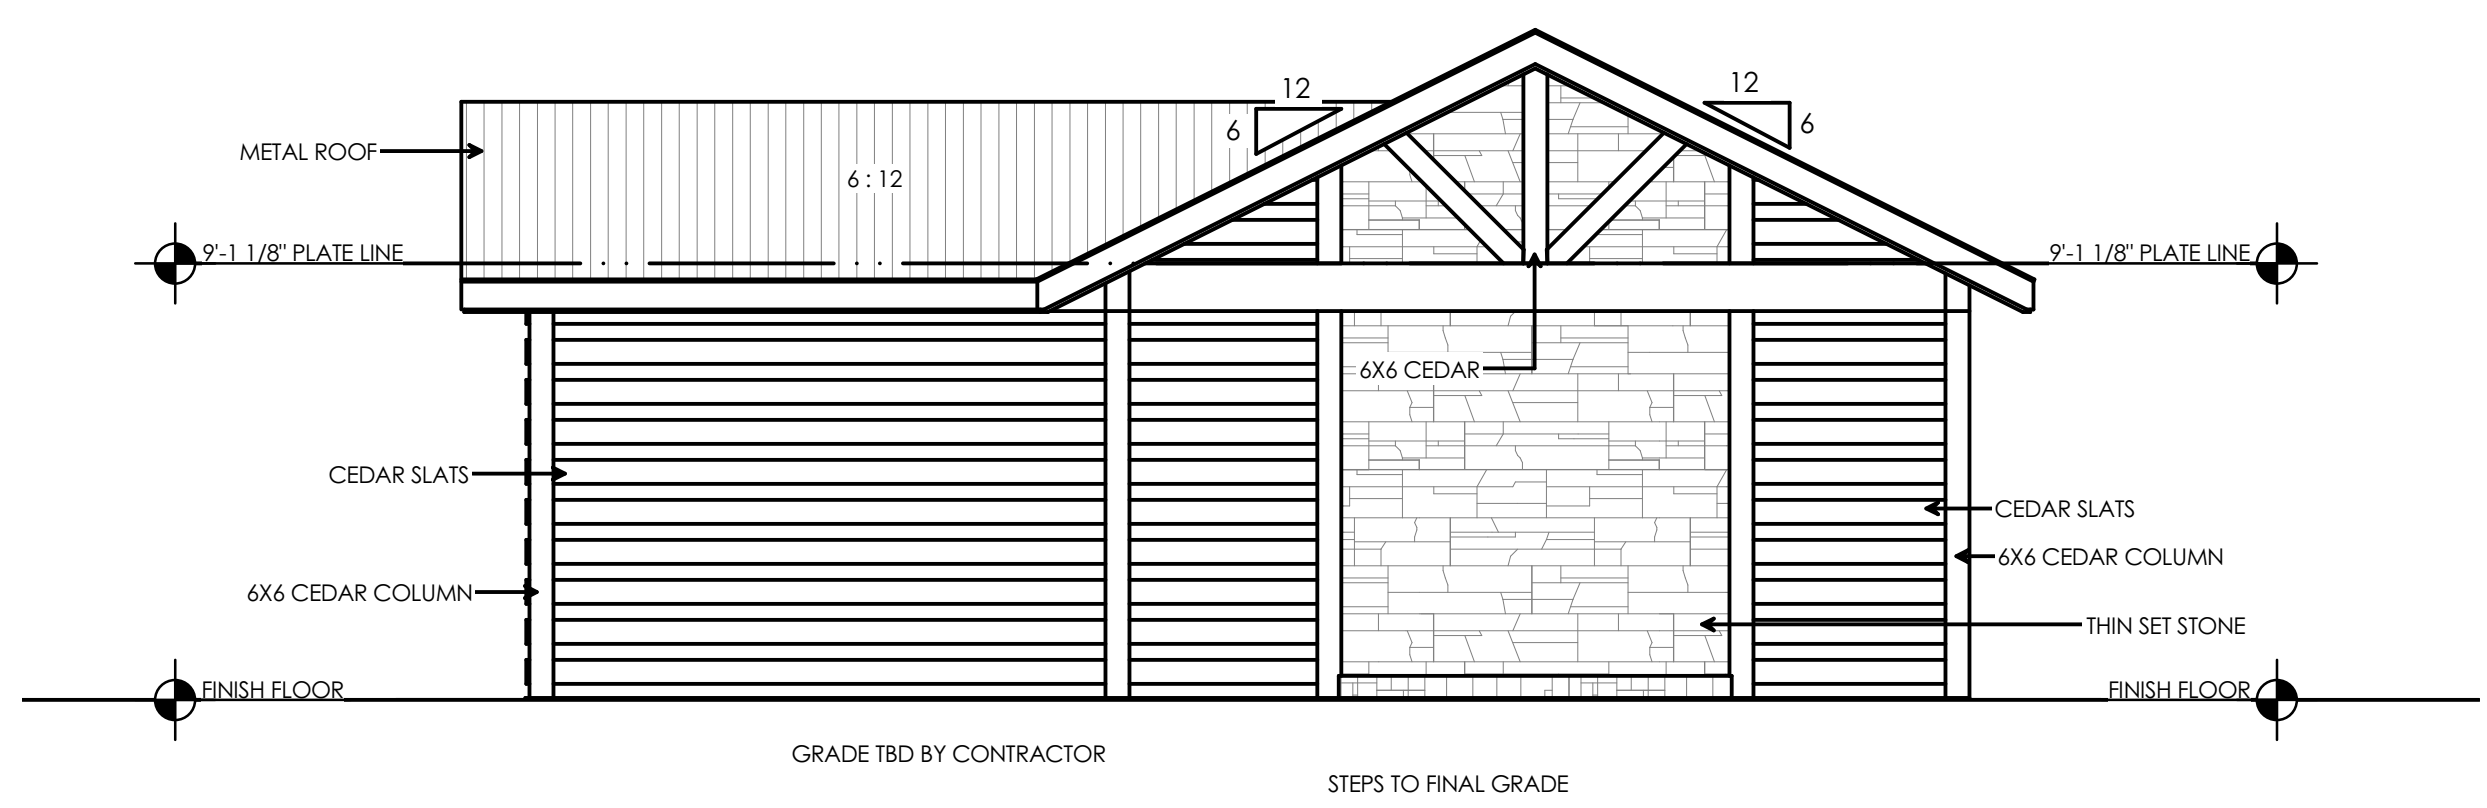 12
12
6
6
METAL ROOF
6 : 12
9'-1 1/8" PLATE LINE
9'-1 1/8" PLATE LINE
6X6 CEDAR
CEDAR SLATS
CEDAR SLATS
6X6 CEDAR COLUMN
6X6 CEDAR COLUMN
THIN SET STONE
FINISH FLOOR
FINISH FLOOR
GRADE TBD BY CONTRACTOR
STEPS TO FINAL GRADE